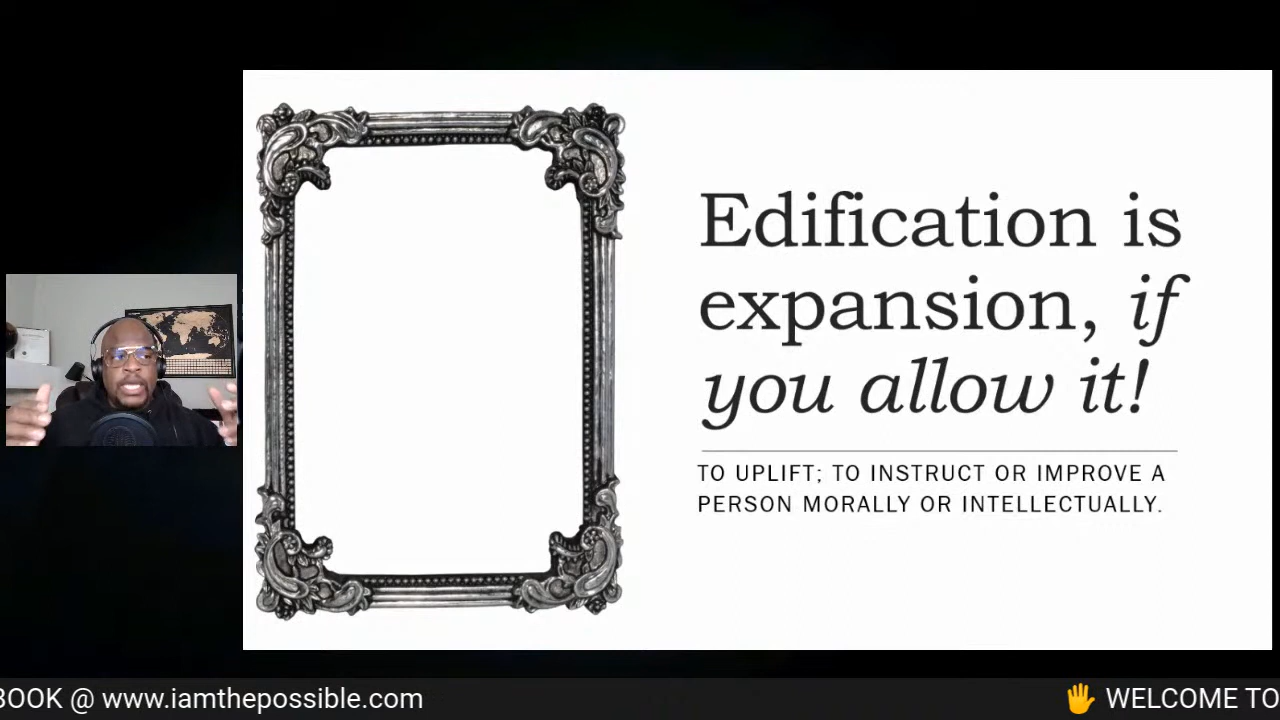 Edification is
expansion, if
you allow it!
TO UPLIFT; TO INSTRUCT OR IMPROVE A
PERSON MORALLY OR INTELLECTUALLY.
BOOK @ www.iamthepossible.com
🖐 WELCOME TO